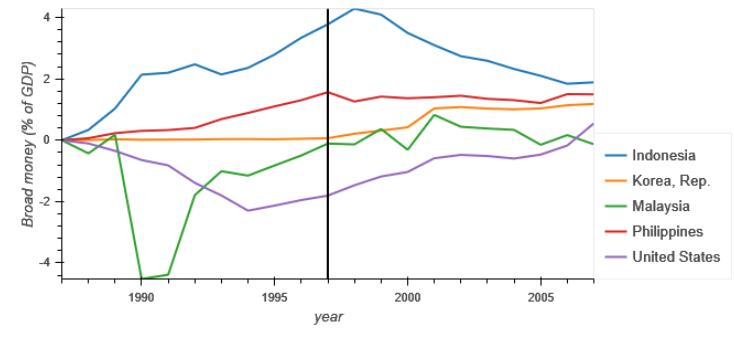 Broad money (% of GDP)
4
2
0
-2
-4
1990
1995
2000
2005
year
Indonesia
Korea, Rep.
Malaysia
Philippines
United States